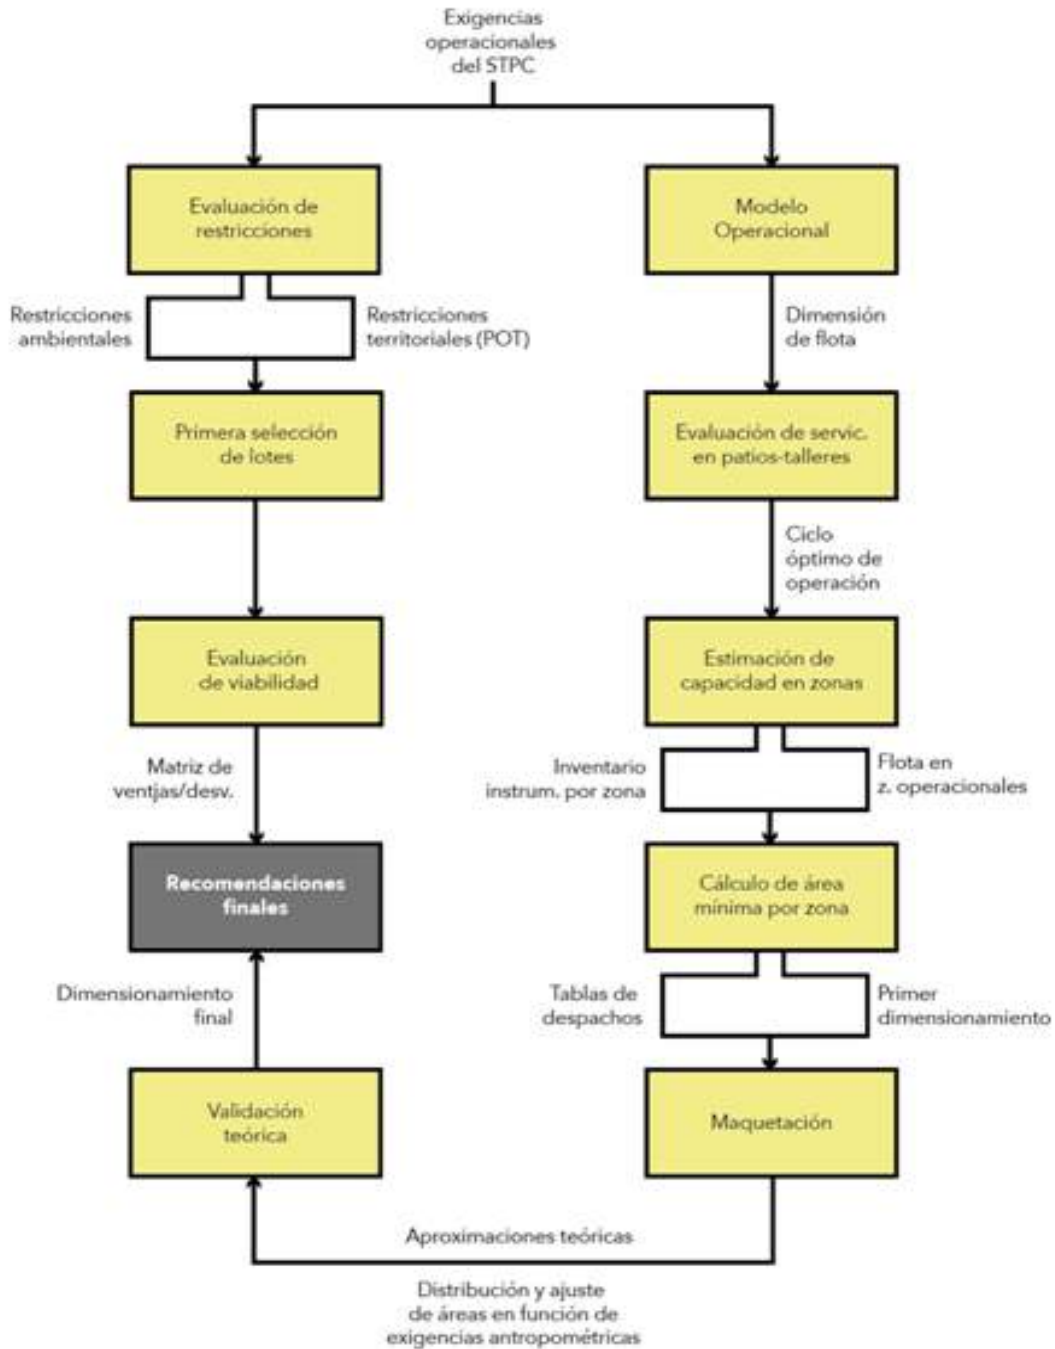 Exigencias
operacionales
del STPC
Evaluación de
restricciones
Modelo
Operacional
Restricciones
ambientales
Restricciones
territoriales (POT)
Dimensión
de flota
Primera selección
de lotes
Evaluación de servic.
en patios-talleres
Ciclo
óptimo de
operación
Evaluación
de viabilidad
Estimación de
capacidad en zonas
Matriz de
ventjas/desv.
Inventario
instrum. por zona
Flota en
z. operacionales
Recomendaciones
finales
Cálculo de área
mínima por zona
Dimensionamiento
final
Tablas de
despachos
Primer
dimensionamiento
Validación
teórica
Maquetación
Aproximaciones teóricas
Distribución y ajuste
de áreas en función de
exigencias antropométricas